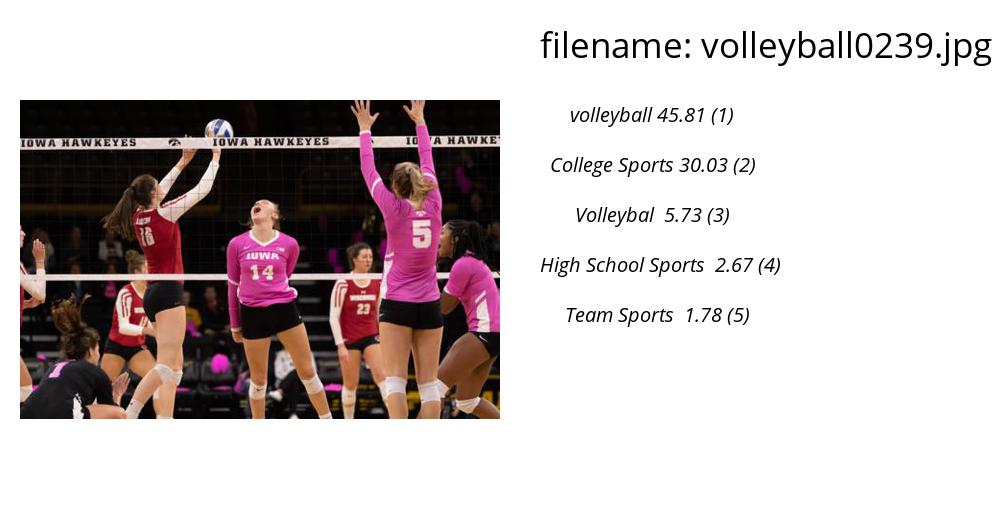 filename: volleyball0239.jpg
volleyball 45.81 (1)
College Sports 30.03 (2)
Volleybal 5.73 (3)
High School Sports 2.67 (4)
Team Sports 1.78 (5)
IOWA HAWKEYES IOWA HAWKEYES IOWA HAWKE
16
IOWA
14
5
WISCONSIN
23